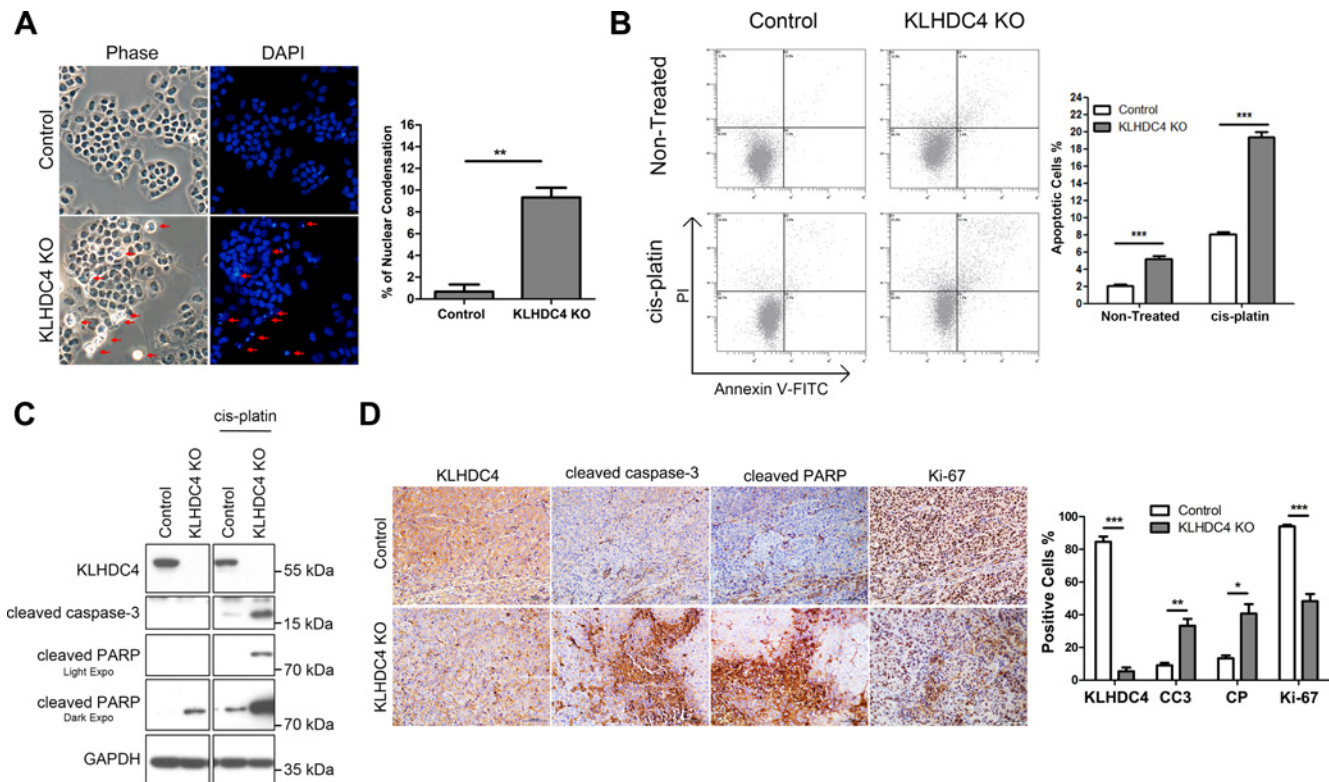 A
Phase
DAPI
Control
KLHDC4 KO
% of Nuclear Condensation
16
14
12
10
8
6
4
2
0
**
Control
KLHDC4 KO
B
Control
KLHDC4 KO
Non-Treated
cis-platin
PI
Annexin V-FITC
Apoptotic Cells %
24
22
20
18
16
14
12
10
8
6
4
2
0
Control
KLHDC4 KO
***
***
Non-Treated
cis-platin
C
cis-platin
Control
KLHDC4 KO
Control
KLHDC4 KO
KLHDC4
55 kDa
cleaved caspase-3
15 kDa
cleaved PARP
Light Expo
70 kDa
cleaved PARP
Dark Expo
70 kDa
GAPDH
35 kDa
D
KLHDC4
cleaved caspase-3
cleaved PARP
Ki-67
Control
KLHDC4 KO
Positive Cells %
100
80
60
40
20
0
Control
KLHDC4 KO
***
**
*
***
KLHDC4
CC3
CP
Ki-67